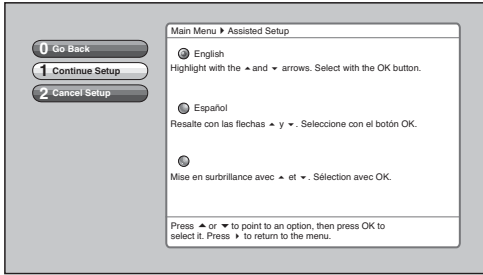 Main Menu ▶ Assisted Setup
0 Go Back
1 Continue Setup
2 Cancel Setup
English
Highlight with the ▲ and ▼ arrows. Select with the OK button.
Español
Resalte con las flechas ▲ y ▼. Seleccione con el botón OK.
Mise en surbrillance avec ▲ et ▼. Sélection avec OK.
Press ▲ or ▼ to point to an option, then press OK to
select it. Press ▶ to return to the menu.